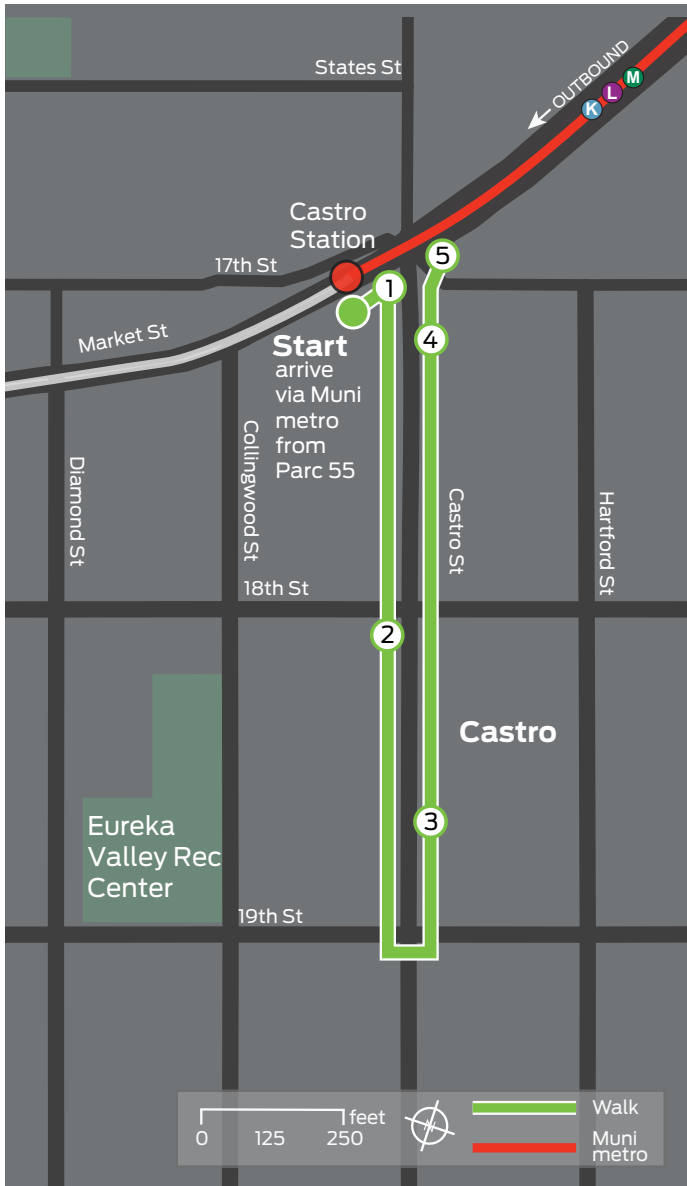 States St
OUTBOUND
M
L
K
Castro
Station
17th St
5
1
Market St
4
Start
arrive
via Muni
metro
from
Parc 55
Diamond St
Collingwood St
Castro St
Hartford St
18th St
2
Castro
3
Eureka
Valley Rec
Center
19th St
feet
0 125 250
N
Walk
Muni
metro